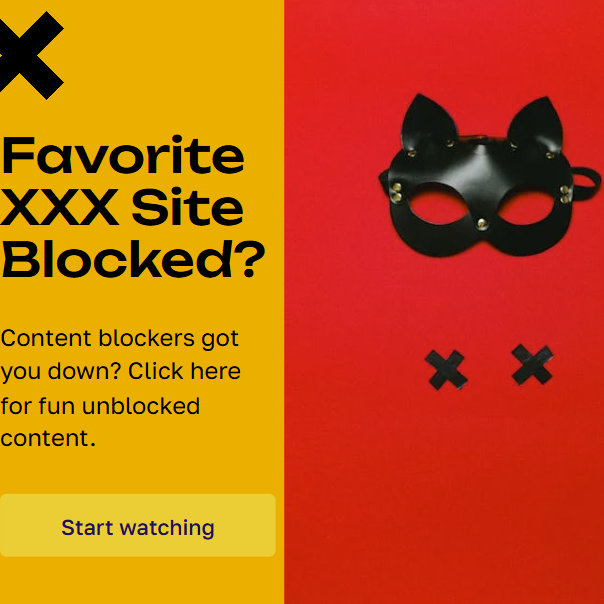 Favorite
XXX Site
Blocked?
Content blockers got
you down? Click here
for fun unblocked
content.
Start watching